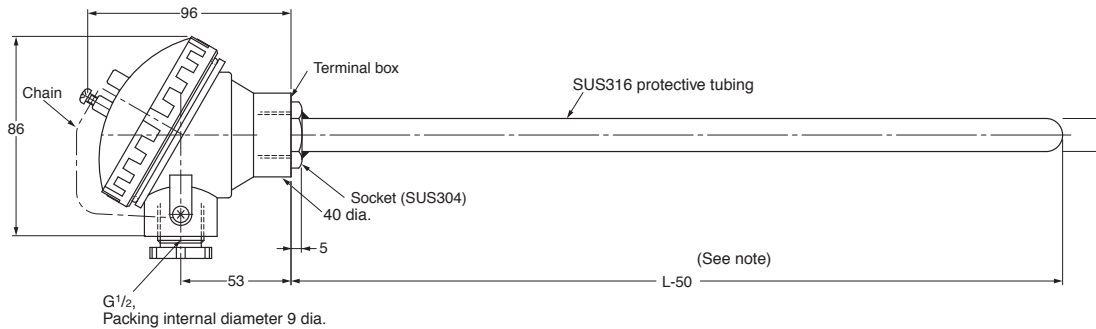 96
Terminal box
SUS316 protective tubing
Chain
86
Socket (SUS304)
40 dia.
5
(See note)
53
L-50
G1/2,
Packing internal diameter 9 dia.